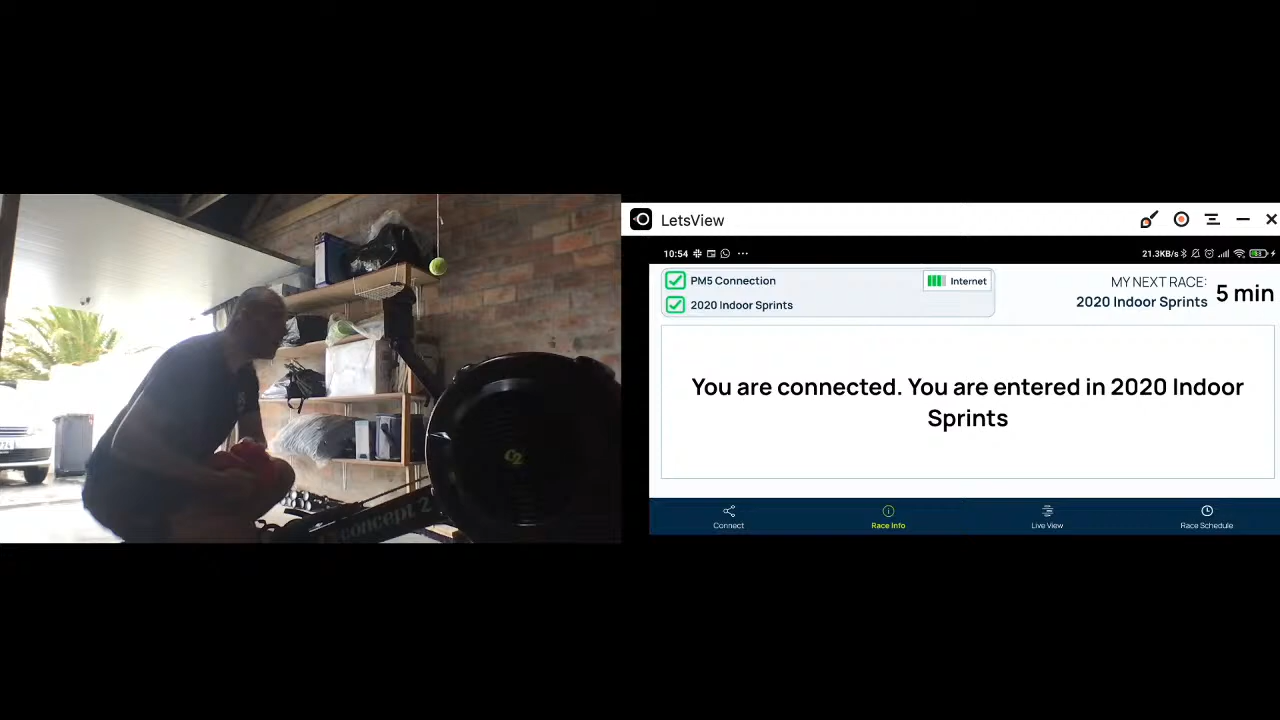 LetsView
10:54
21.3KB/s
PM5 Connection
Internet
2020 Indoor Sprints
MY NEXT RACE:
2020 Indoor Sprints
5 min
You are connected. You are entered in 2020 Indoor
Sprints
Connect
Race Info
Live View
Race Schedule
C2
concept 2